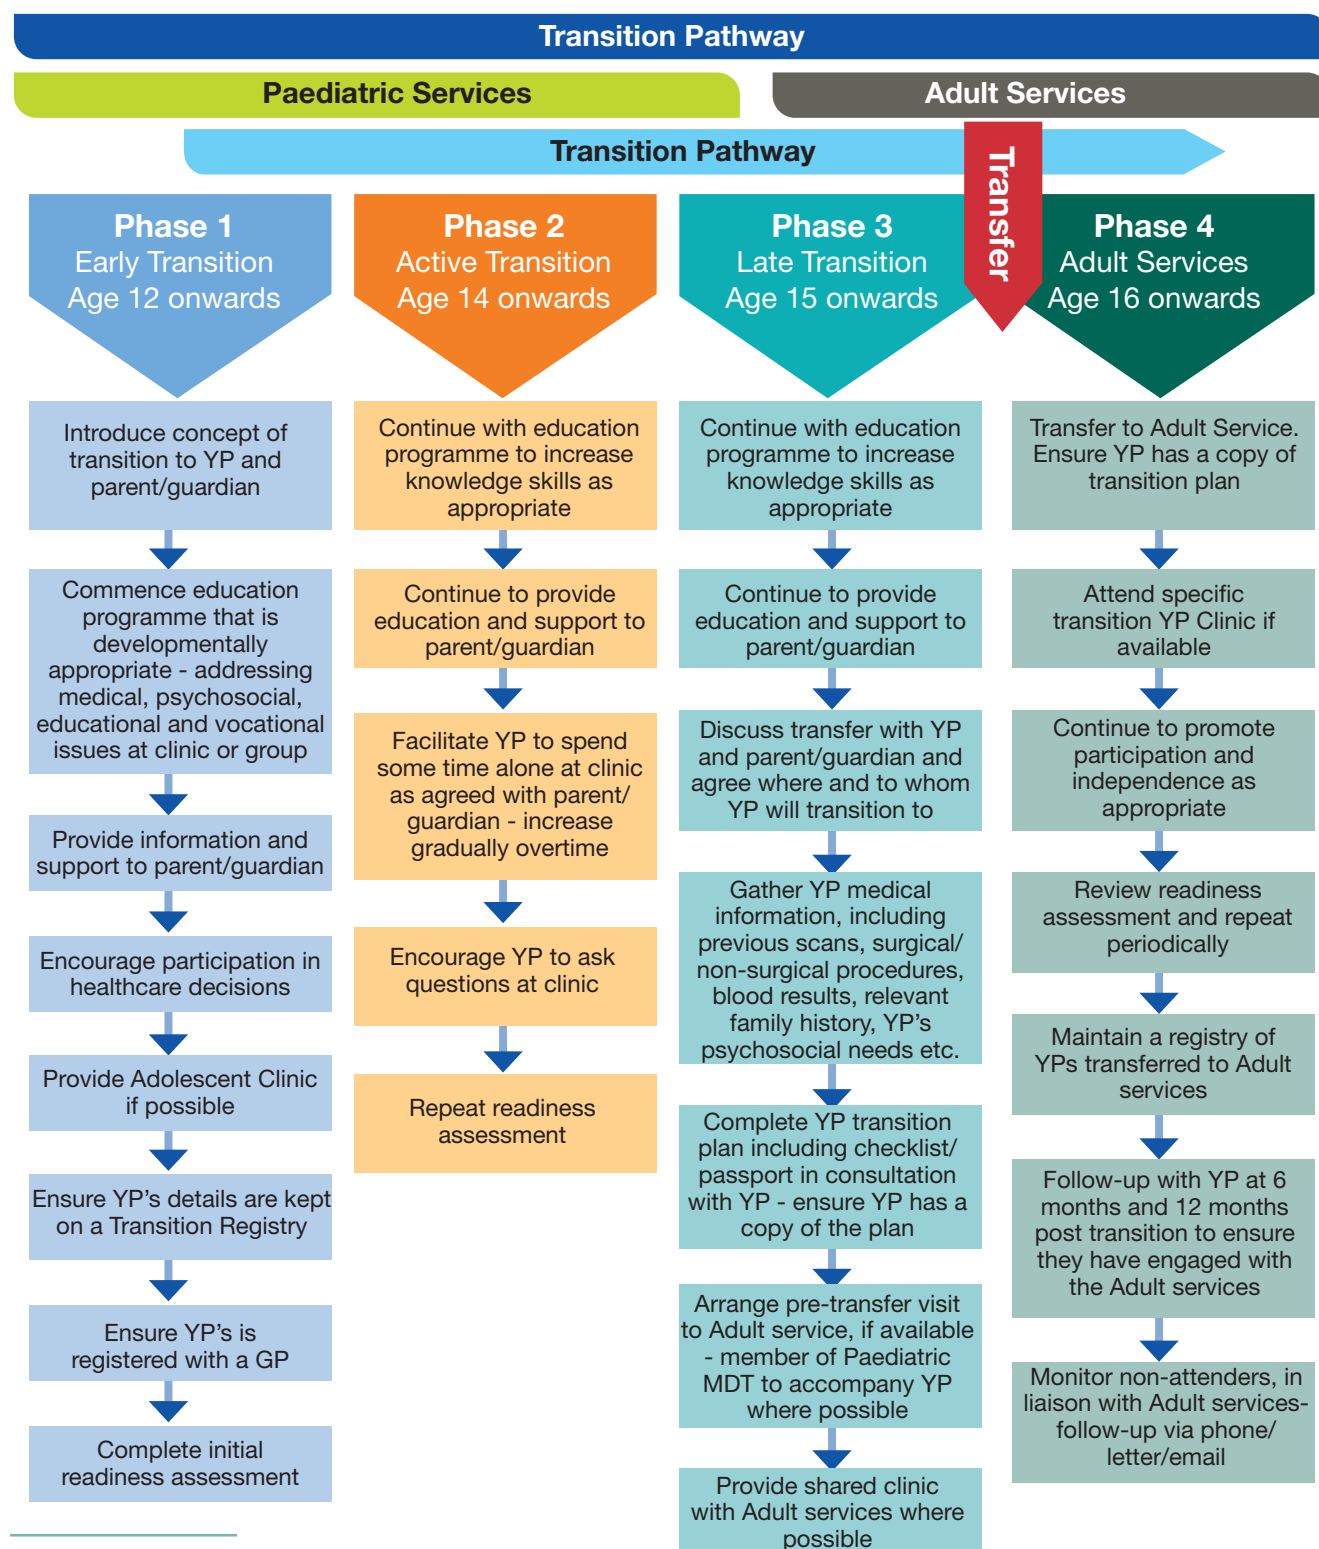 Transition Pathway
Paediatric Services
Adult Services
Transition Pathway
Transfer
Phase 1
Early Transition
Age 12 onwards
Introduce concept of
transition to YP and
parent/guardian
Commence education
programme that is
developmentally
appropriate - addressing
medical, psychosocial,
educational and vocational
issues at clinic or group
Provide information and
support to parent/guardian
Encourage participation in
healthcare decisions
Provide Adolescent Clinic
if possible
Ensure YP's details are kept
on a Transition Registry
Ensure YP's is
registered with a GP
Complete initial
readiness assessment
Phase 2
Active Transition
Age 14 onwards
Continue with education
programme to increase
knowledge skills as
appropriate
Continue to provide
education and support to
parent/guardian
Facilitate YP to spend
some time alone at clinic
as agreed with parent/
guardian - increase
gradually overtime
Encourage YP to ask
questions at clinic
Repeat readiness
assessment
Phase 3
Late Transition
Age 15 onwards
Continue with education
programme to increase
knowledge skills as
appropriate
Continue to provide
education and support to
parent/guardian
Discuss transfer with YP
and parent/guardian and
agree where and to whom
YP will transition to
Gather YP medical
information, including
previous scans, surgical/
non-surgical procedures,
blood results, relevant
family history, YP's
psychosocial needs etc.
Complete YP transition
plan including checklist/
passport in consultation
with YP - ensure YP has a
copy of the plan
Arrange pre-transfer visit
to Adult service, if available
- member of Paediatric
MDT to accompany YP
where possible
Provide shared clinic
with Adult services where
possible
Phase 4
Adult Services
Age 16 onwards
Transfer to Adult Service.
Ensure YP has a copy of
transition plan
Attend specific
transition YP Clinic if
available
Continue to promote
participation and
independence as
appropriate
Review readiness
assessment and repeat
periodically
Maintain a registry of
YPs transferred to Adult
services
Follow-up with YP at 6
months and 12 months
post transition to ensure
they have engaged with
the Adult services
Monitor non-attenders, in
liaison with Adult services-
follow-up via phone/
letter/email